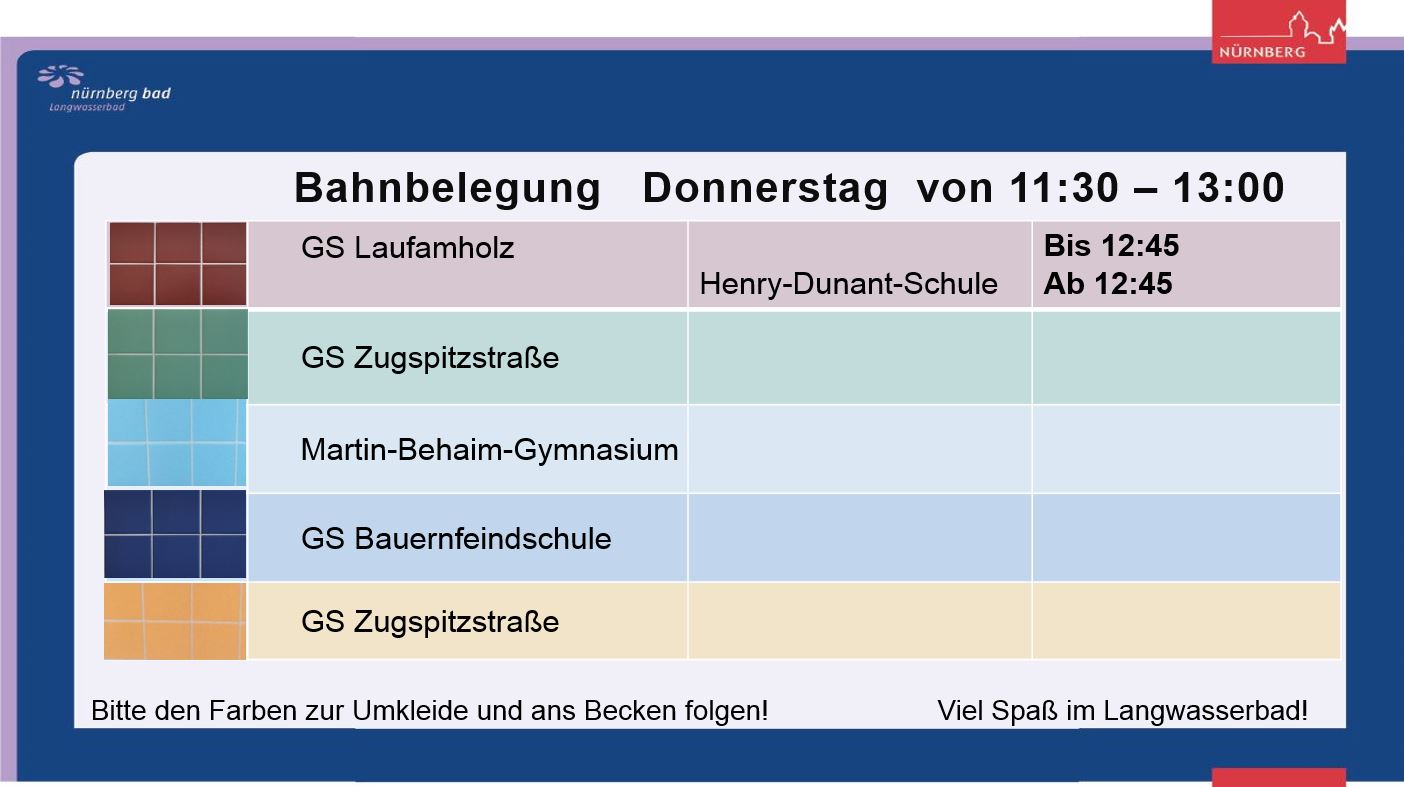 NÜRNBERG
nürnberg bad
Langwasserbad
Bahnbelegung Donnerstag von 11:30 – 13:00
GS Laufamholz
Bis 12:45
Henry-Dunant-Schule
Ab 12:45
GS Zugspitzstraße
Martin-Behaim-Gymnasium
GS Bauernfeindschule
GS Zugspitzstraße
Bitte den Farben zur Umkleide und ans Becken folgen!
Viel Spaß im Langwasserbad!